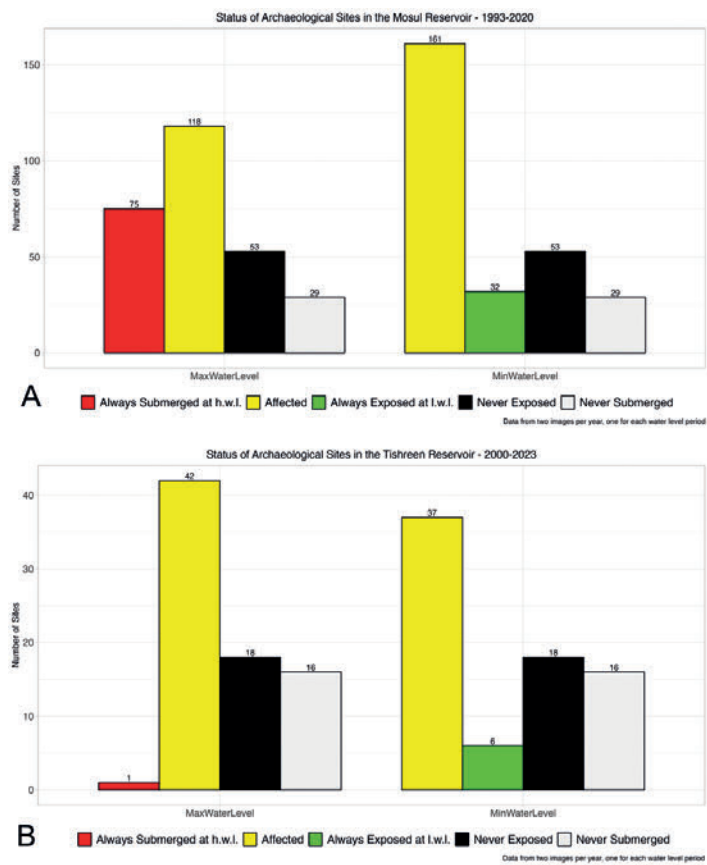 Status of Archaeological Sites in the Mosul Reservoir - 1993-2020
Number of Sites
150
100
50
0
75
118
53
29
161
32
53
29
MaxWaterLevel
MinWaterLevel
A
Always Submerged at h.w.l. Affected Always Exposed at l.w.l. Never Exposed Never Submerged
Data from two images per year, one for each water level period
Status of Archaeological Sites in the Tishreen Reservoir - 2000-2023
Number of Sites
40
30
20
10
0
1
42
18
16
37
6
18
16
MaxWaterLevel
MinWaterLevel
B
Always Submerged at h.w.l. Affected Always Exposed at l.w.l. Never Exposed Never Submerged
Data from two images per year, one for each water level period